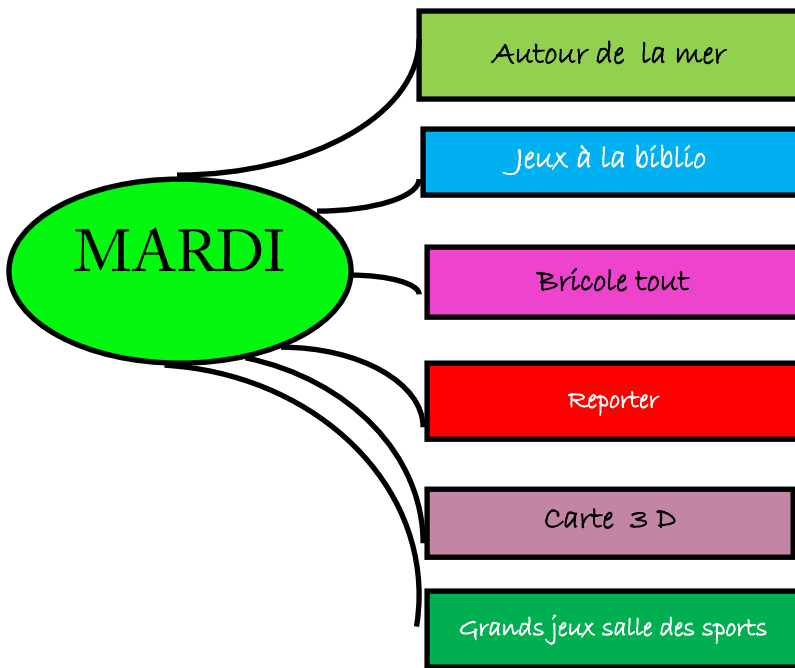 Autour de la mer
Jeux à la biblio
MARDI
Bricole tout
Reporter
Carte 3 D
Grands jeux salle des sports